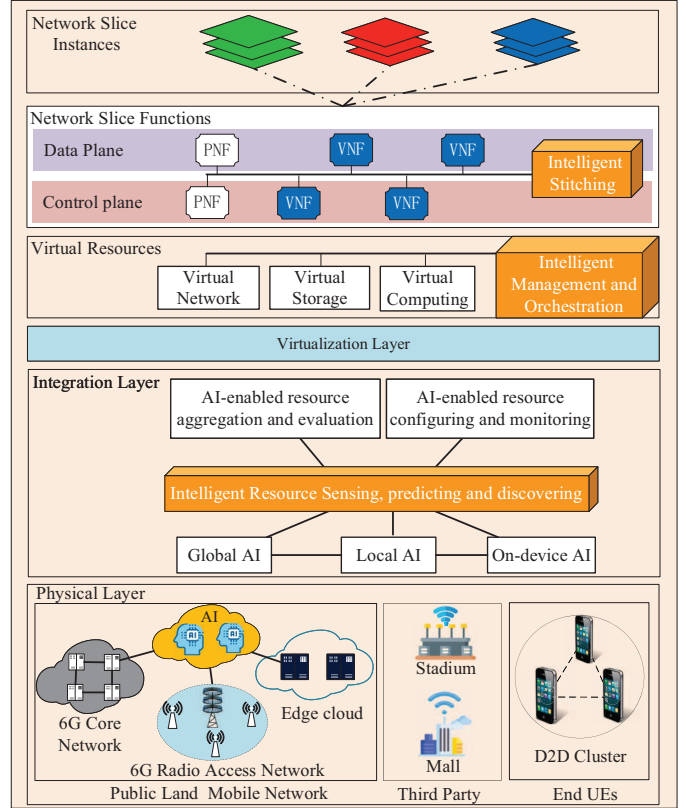 Network Slice
Instances
Network Slice Functions
Data Plane
PNF
VNF
VNF
Intelligent
Stitching
Control plane
PNF
VNF
VNF
Virtual Resources
Virtual
Network
Virtual
Storage
Virtual
Computing
Intelligent
Management and
Orchestration
Virtualization Layer
Integration Layer
AI-enabled resource
aggregation and evaluation
AI-enabled resource
configuring and monitoring
Intelligent Resource Sensing, predicting and discovering
Global AI
Local AI
On-device AI
Physical Layer
AI
AI
AI
6G Core
Network
Edge cloud
6G Radio Access Network
Public Land Mobile Network
Stadium
Mall
Third Party
D2D Cluster
End UEs